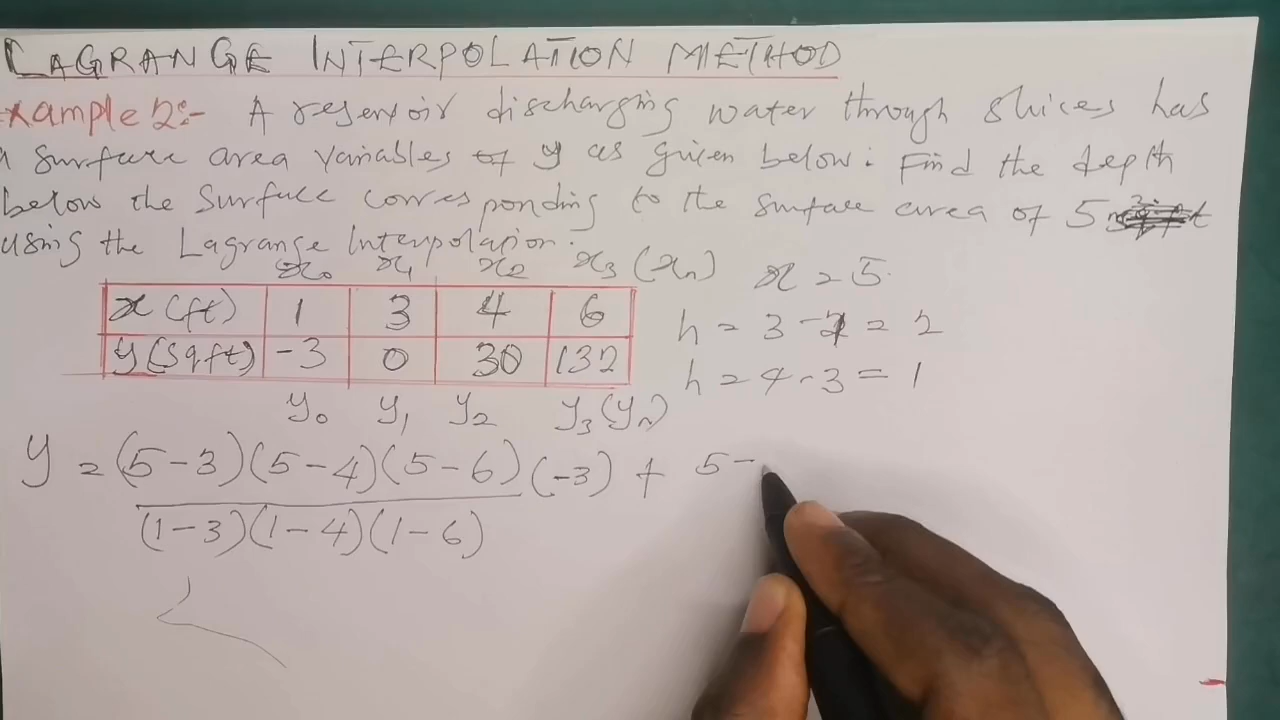 LAGRANGE INTERPOLATION METHOD
Example 2:- A reservoir discharging water through sluices has
a surface area variables of y as given below: Find the depth
below the surface corresponding to the surface area of 5
using the Lagrange Interpolation.
x₀ x₁ x₂ x₃ (xₙ) x = 5
x (ft) 1 3 4 6
h = 3 - 1 = 2
y (Sqft) -3 0 30 132
h = 4 - 3 = 1
y₀ y₁ y₂ y₃ (yₙ)
y = (5-3)(5-4)(5-6) (-3) + 5-
(1-3)(1-4)(1-6)